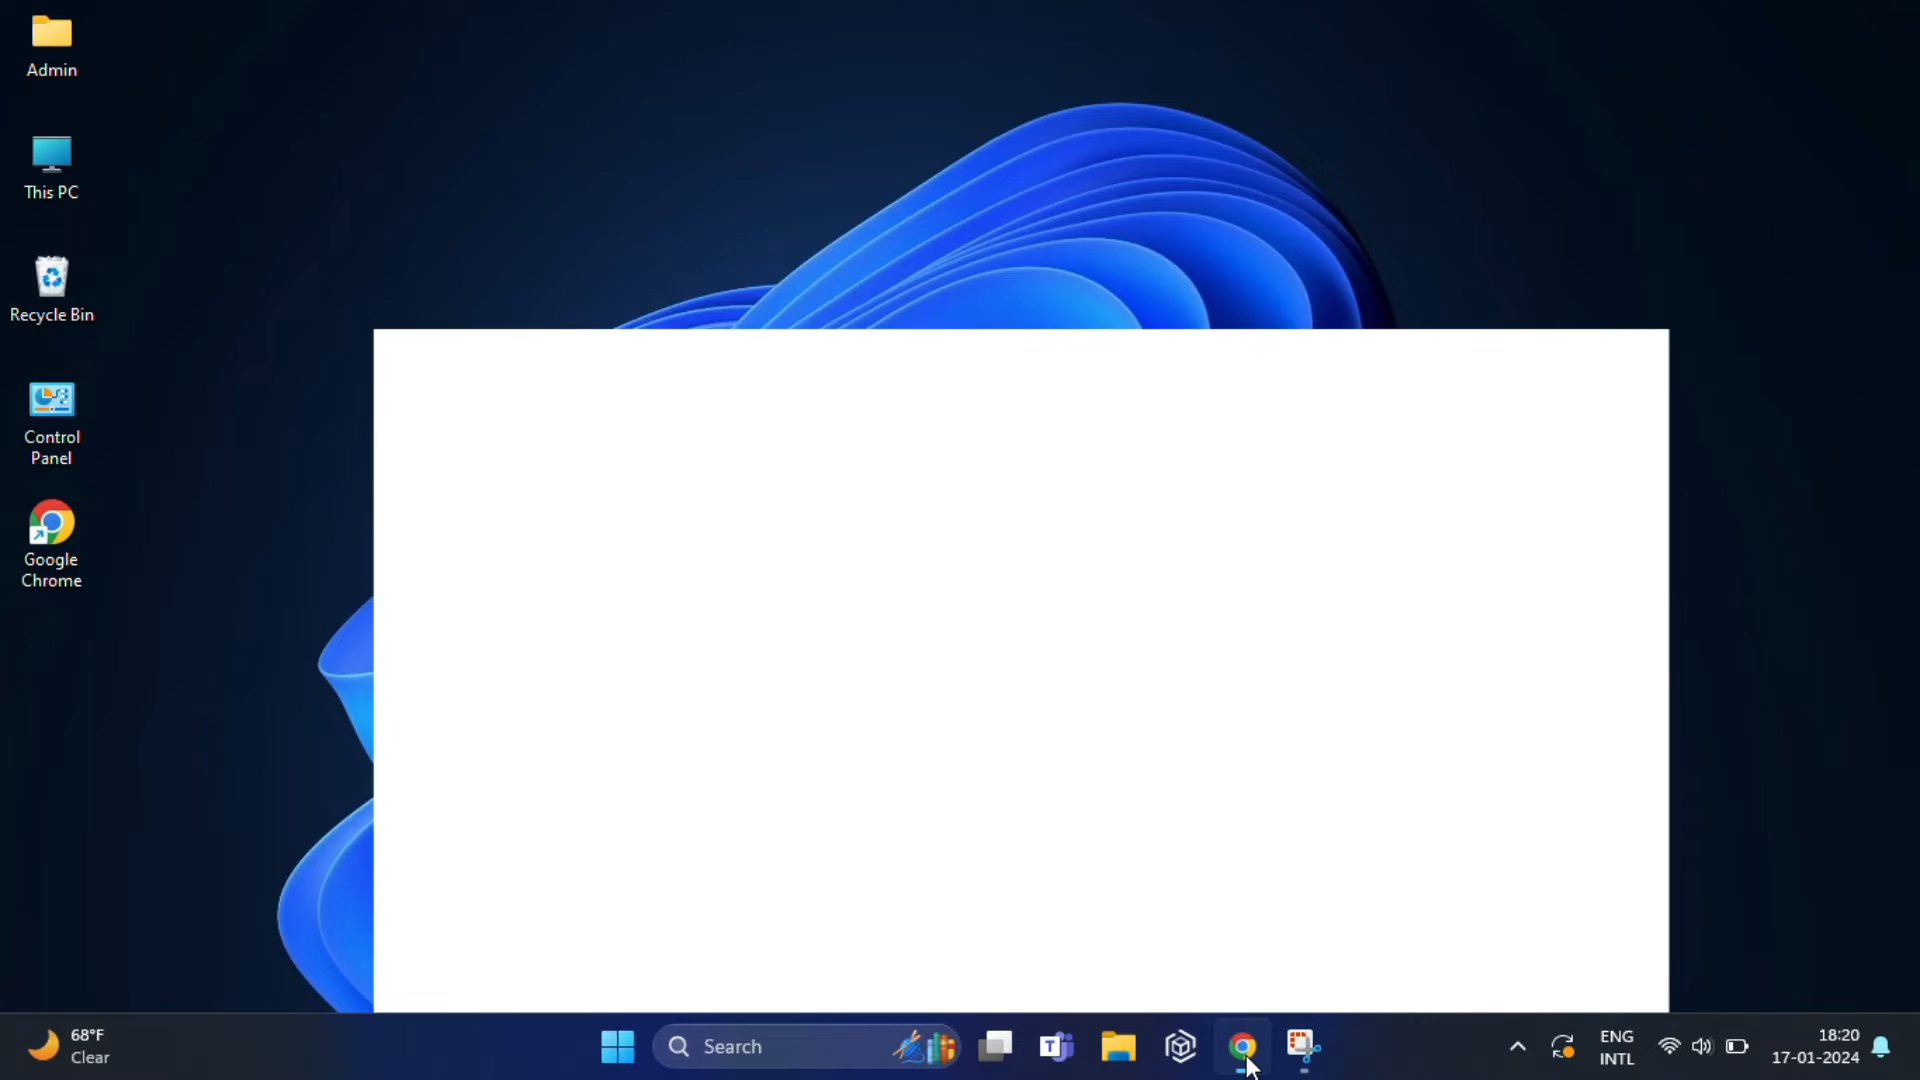 Admin
This PC
Recycle Bin
Control
Panel
Google
Chrome
68°F
Clear
Search
T
ENG
INTL
18:20
17-01-2024